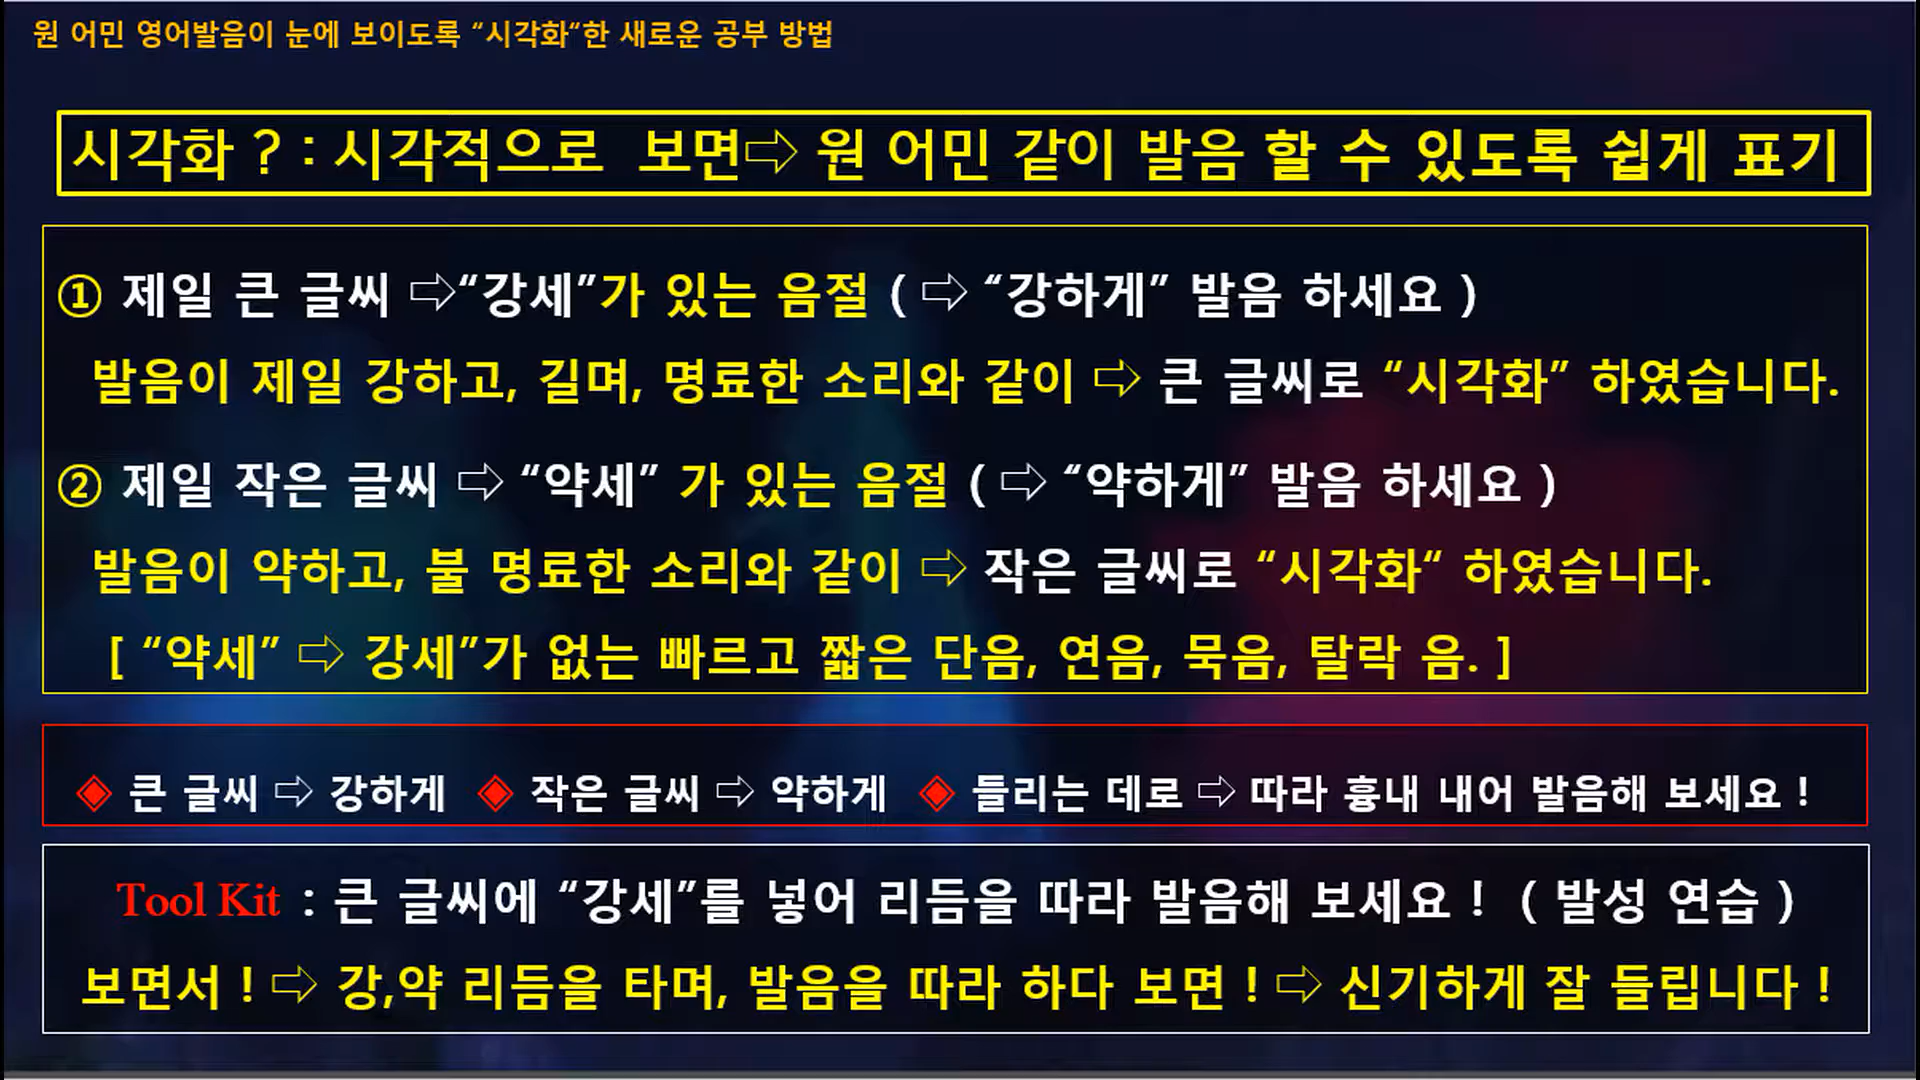 원 어민 영어발음이 눈에 보이도록 “시각화“한 새로운 공부 방법
시각화 ? : 시각적으로 보면⇨ 원 어민 같이 발음 할 수 있도록 쉽게 표기
① 제일 큰 글씨 ⇨“강세”가 있는 음절 ( ⇨ “강하게” 발음 하세요 )
발음이 제일 강하고, 길며, 명료한 소리와 같이 ⇨ 큰 글씨로 “시각화” 하였습니다.
② 제일 작은 글씨 ⇨ “약세” 가 있는 음절 ( ⇨ “약하게” 발음 하세요 )
발음이 약하고, 불 명료한 소리와 같이 ⇨ 작은 글씨로 “시각화“ 하였습니다.
[ “약세” ⇨ 강세”가 없는 빠르고 짧은 단음, 연음, 묵음, 탈락 음. ]
◈ 큰 글씨 ⇨ 강하게 ◈ 작은 글씨 ⇨ 약하게 ◈ 들리는 데로 ⇨ 따라 흉내 내어 발음해 보세요 !
Tool Kit : 큰 글씨에 “강세”를 넣어 리듬을 따라 발음해 보세요 ! ( 발성 연습 )
보면서 ! ⇨ 강,약 리듬을 타며, 발음을 따라 하다 보면 ! ⇨ 신기하게 잘 들립니다 !